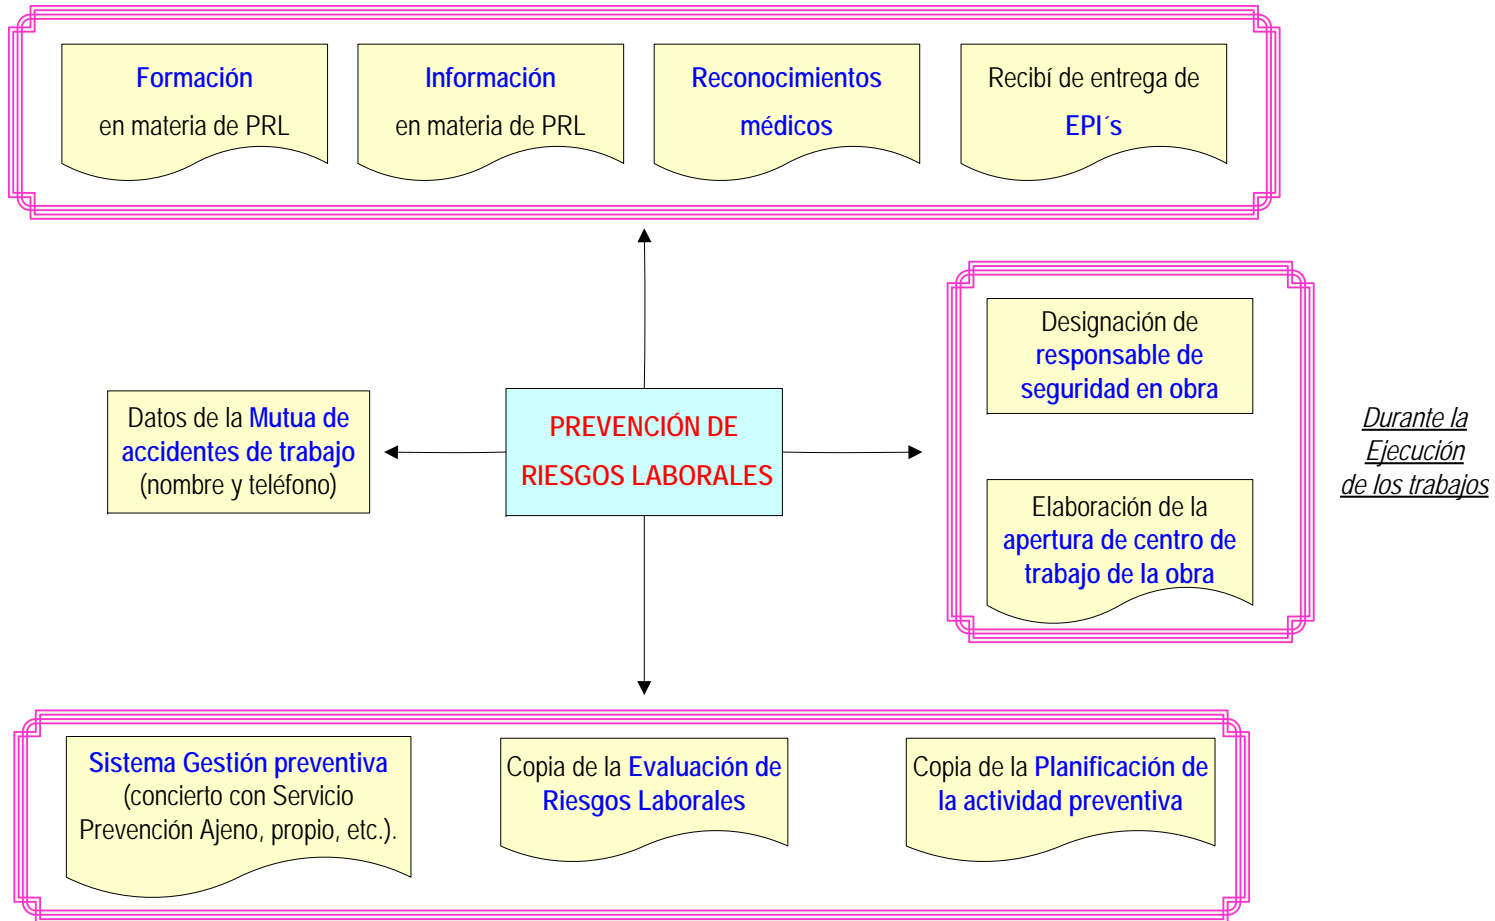 Formación
en materia de PRL
Información
en materia de PRL
Reconocimientos
médicos
Recibí de entrega de
EPI´s
Designación de
responsable de
seguridad en obra
Datos de la Mutua de
accidentes de trabajo
(nombre y teléfono)
PREVENCIÓN DE
RIESGOS LABORALES
Durante la
Ejecución
de los trabajos
Elaboración de la
apertura de centro de
trabajo de la obra
Sistema Gestión preventiva
(concierto con Servicio
Prevención Ajeno, propio, etc.).
Copia de la Evaluación de
Riesgos Laborales
Copia de la Planificación de
la actividad preventiva